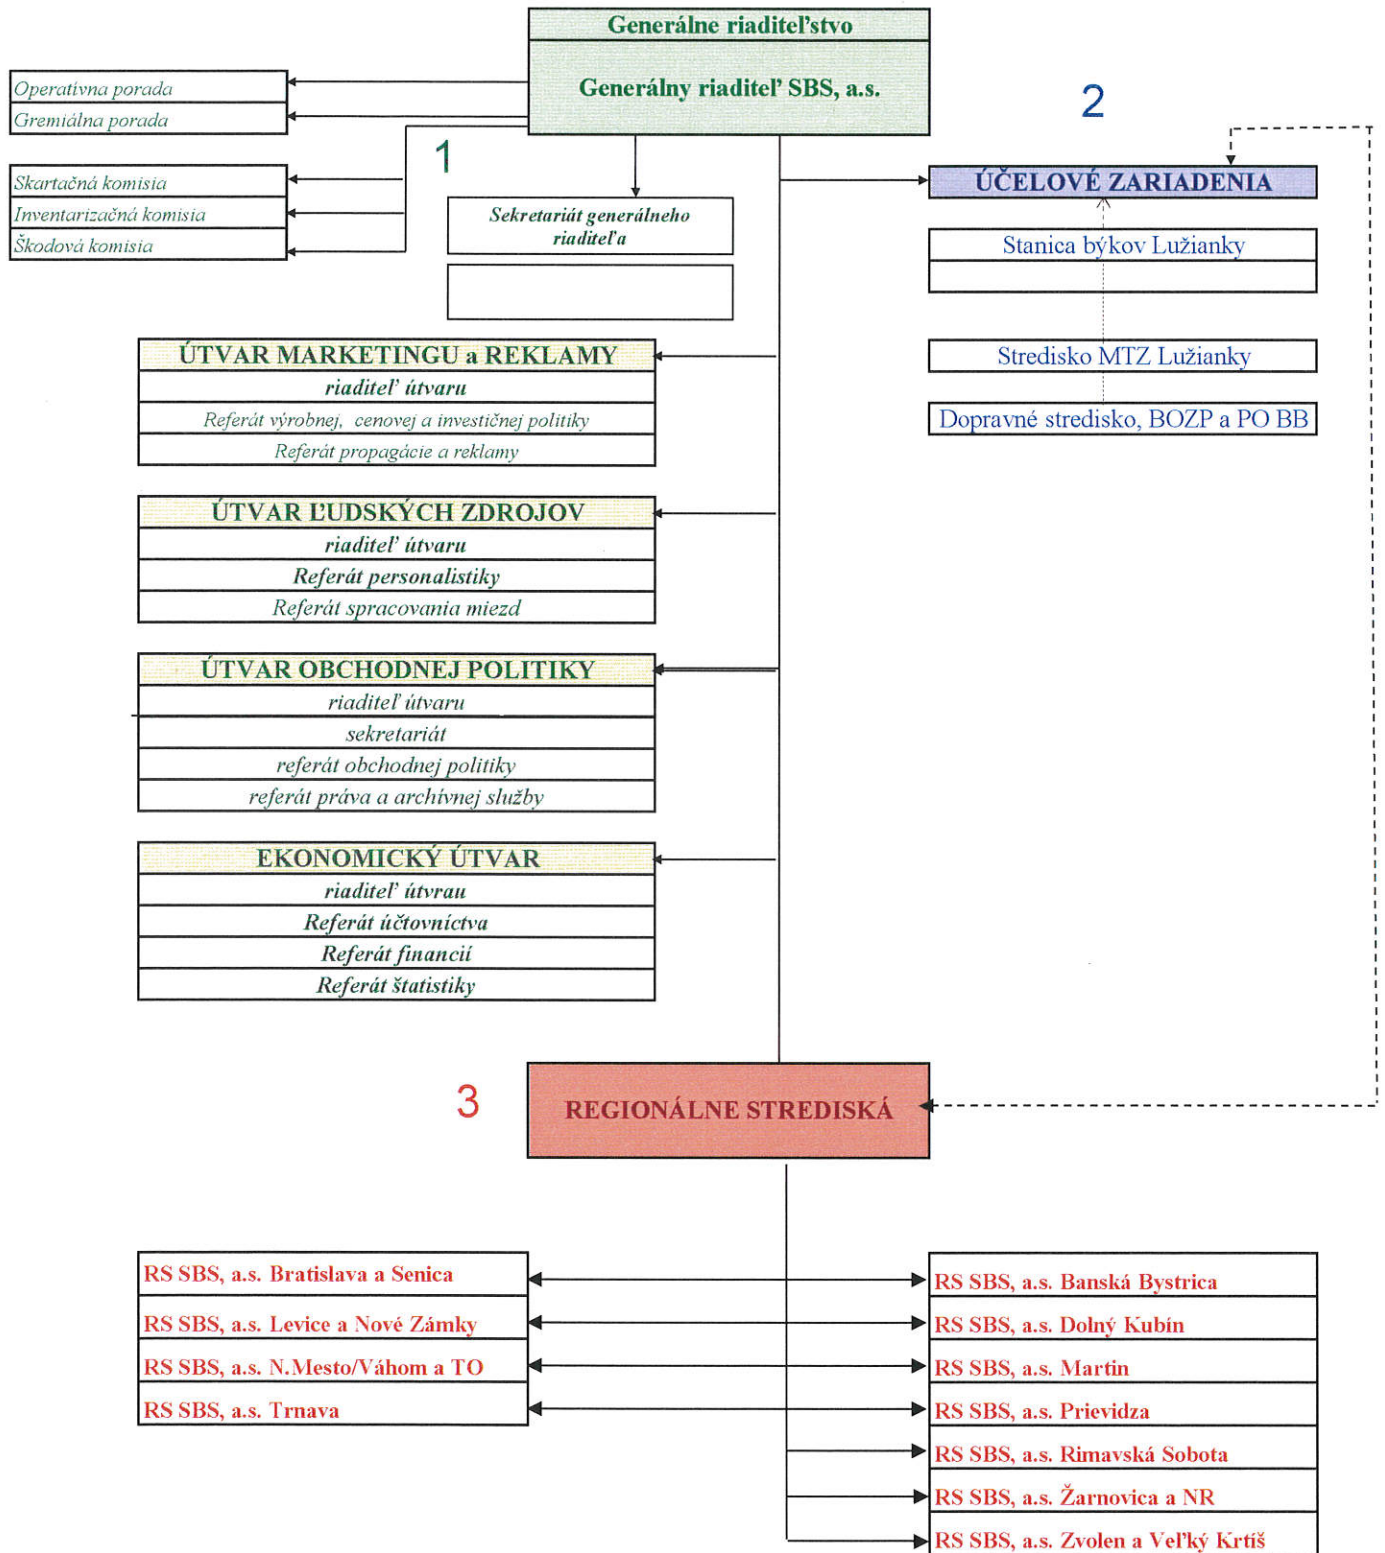 Generálne riaditeľstvo
Generálny riaditeľ SBS, a.s.
Operatívna porada
Gremiálna porada
1
2
Skartačná komisia
Inventarizačná komisia
Škodová komisia
Sekretariát generálneho
riaditeľa
ÚČELOVÉ ZARIADENIA
Stanica býkov Lužianky
Stredisko MTZ Lužianky
Dopravné stredisko, BOZP a PO BB
ÚTVAR MARKETINGU a REKLAMY
riaditeľ útvaru
Referát výrobnej, cenovej a investičnej politiky
Referát propagácie a reklamy
ÚTVAR ĽUDSKÝCH ZDROJOV
riaditeľ útvaru
Referát personalistiky
Referát spracovania miezd
ÚTVAR OBCHODNEJ POLITIKY
riaditeľ útvaru
sekretariát
referát obchodnej politiky
referát práva a archívnej služby
EKONOMICKÝ ÚTVAR
riaditeľ útvrau
Referát účtovníctva
Referát financií
Referát štatistiky
3
REGIONÁLNE STREDISKÁ
RS SBS, a.s. Bratislava a Senica
RS SBS, a.s. Levice a Nové Zámky
RS SBS, a.s. N.Mesto/Váhom a TO
RS SBS, a.s. Trnava
RS SBS, a.s. Banská Bystrica
RS SBS, a.s. Dolný Kubín
RS SBS, a.s. Martin
RS SBS, a.s. Prievidza
RS SBS, a.s. Rimavská Sobota
RS SBS, a.s. Žarnovica a NR
RS SBS, a.s. Zvolen a Veľký Krtíš